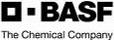 BASF
The Chemical Company